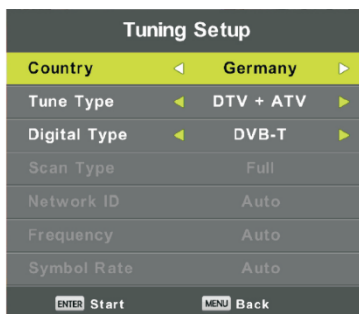 Tuning Setup
Country Germany
Tune Type DTV + ATV
Digital Type DVB-T
Scan Type Full
Network ID Auto
Frequency Auto
Symbol Rate Auto
ENTER Start MENU Back